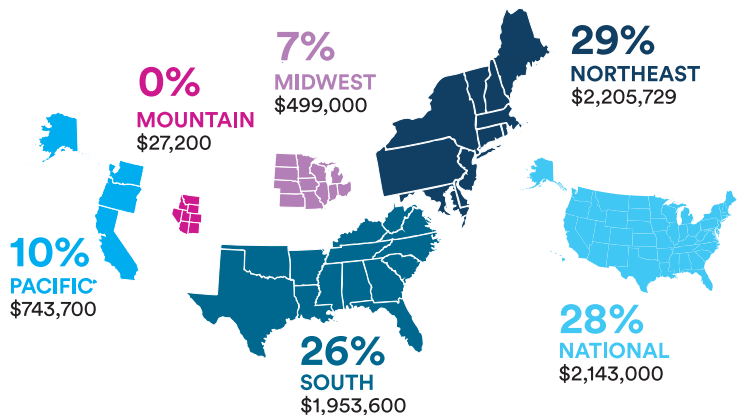 29%
NORTHEAST
$2,205,729
7%
MIDWEST
$499,000
0%
MOUNTAIN
$27,200
10%
PACIFIC*
$743,700
26%
SOUTH
$1,953,600
28%
NATIONAL
$2,143,000